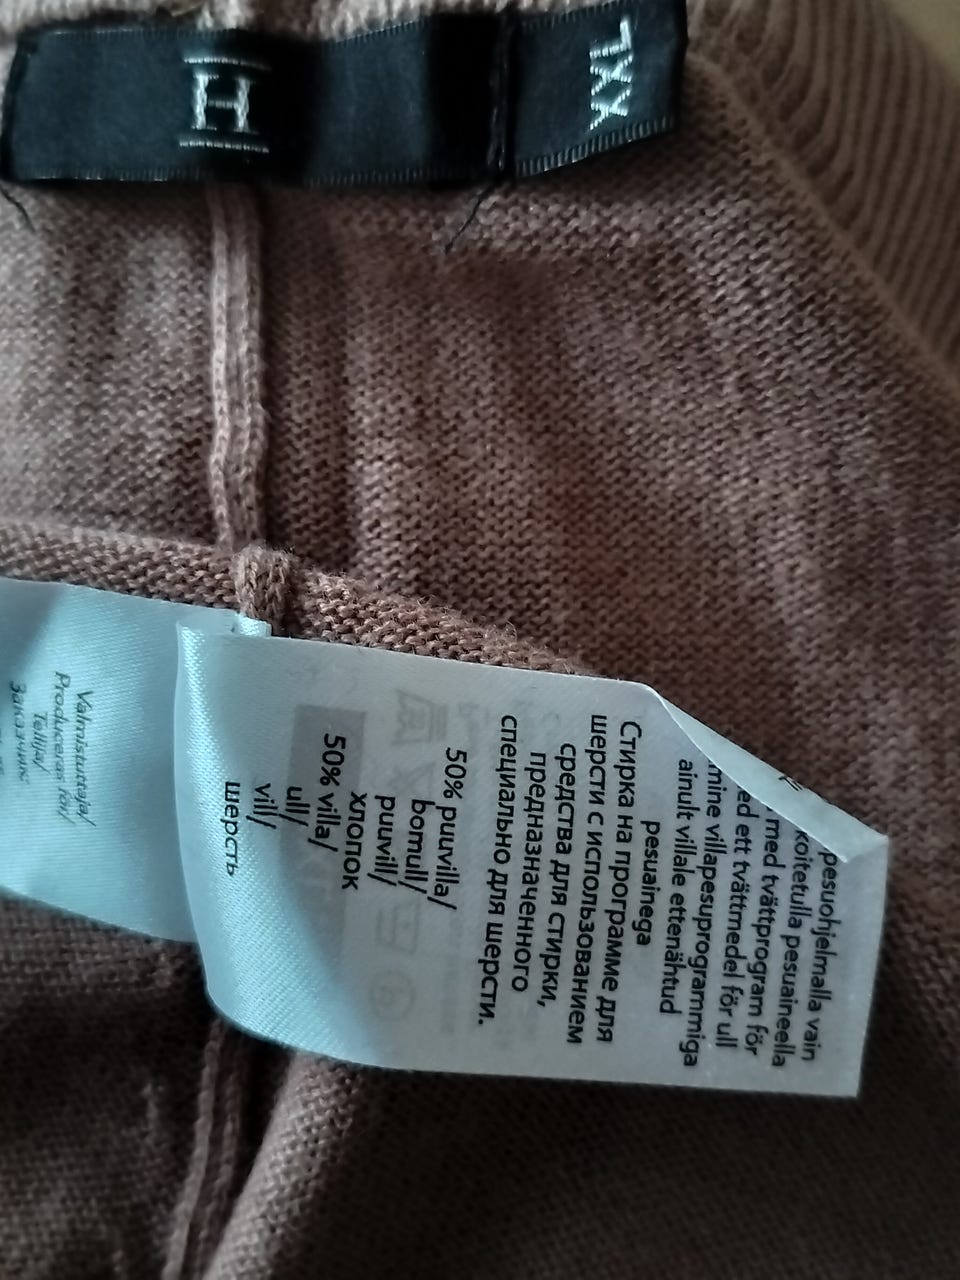 H
XXL
pesuohjelmalla vain
koitetulla pesuaineella
med tvättprogram för
ed ett tvättmedel för ull
mine villapesuprogrammiga
ainult villale ettenähtud
pesuainega
Стирка на программе для
шерсти с использованием
средства для стирки,
предназначенного
специально для шерсти.
50% puuvilla/
bomull/
puuvill/
хлопок
50% villa/
ull/
vill/
шерсть
Valmistuttaja/
Produceras för/
Tellija/
Заказчик: